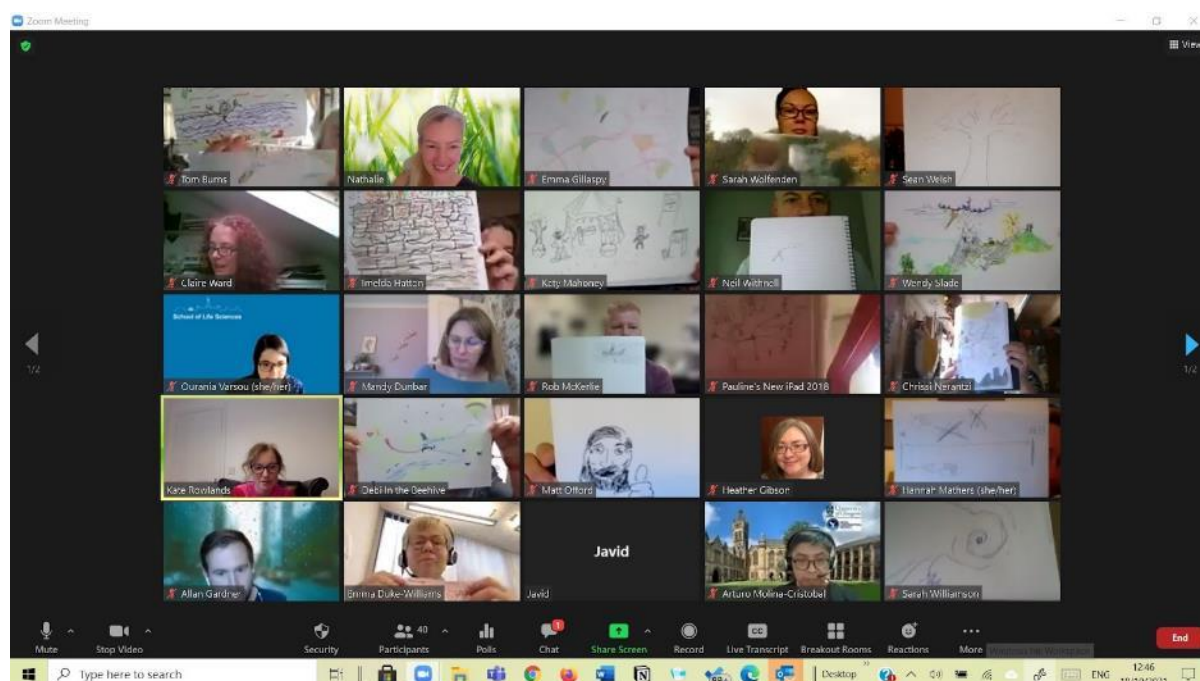 Zoom Meeting
View
Tom Burns
Nathalie
Emma Gillaspy
Sarah Wolfenden
Sean Welsh
Claire Ward
Imelda Hatton
Katy Mahoney
Neil Withnell
Wendy Slade
School of Life Sciences
Ourania Varsou (she/her)
Mandy Dunbar
Rob McKerlie
Pauline's New iPad 2018
Chrissi Nerantzi
1/2
1/2
Kate Rowlands
Debi In the Beehive
Matt Offord
Heather Gibson
Hannah Mathers (she/her)
Javid
Allan Gardner
Emma Duke-Williams
Javid
Arturo Molina-Cristobal
Sarah Williamson
40
1
CC
Mute
Stop Video
Security
Participants
Polls
Chat
Share Screen
Record
Live Transcript
Breakout Rooms
Reactions
More
End
Type here to search
Desktop
ENG
12:46
18/10/2021